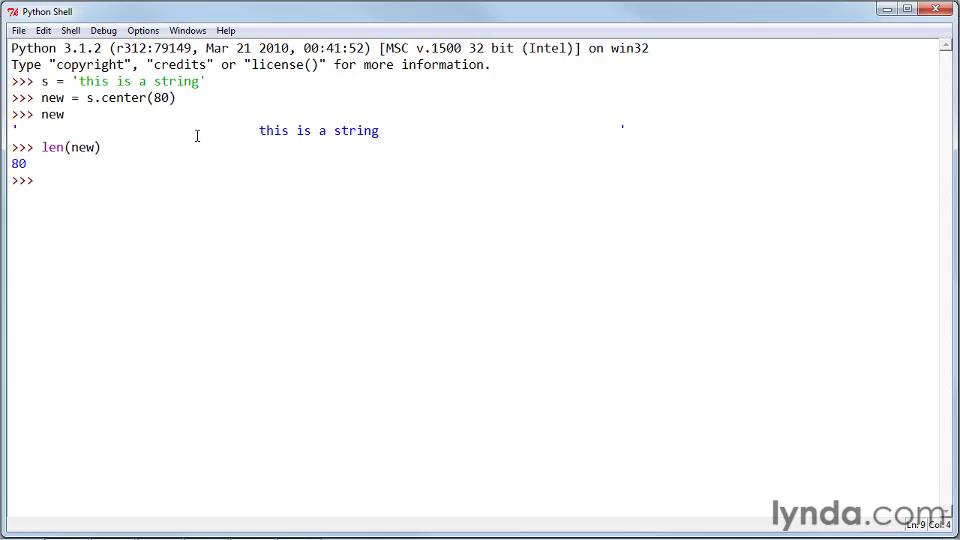 Python Shell
File Edit Shell Debug Options Windows Help
Python 3.1.2 (r312:79149, Mar 21 2010, 00:41:52) [MSC v.1500 32 bit (Intel)] on win32
Type "copyright", "credits" or "license()" for more information.
>>> s = 'this is a string'
>>> new = s.center(80)
>>> new
'                                this is a string                                '
>>> len(new)
80
>>>
lynda.com
Ln: 9 Col: 4